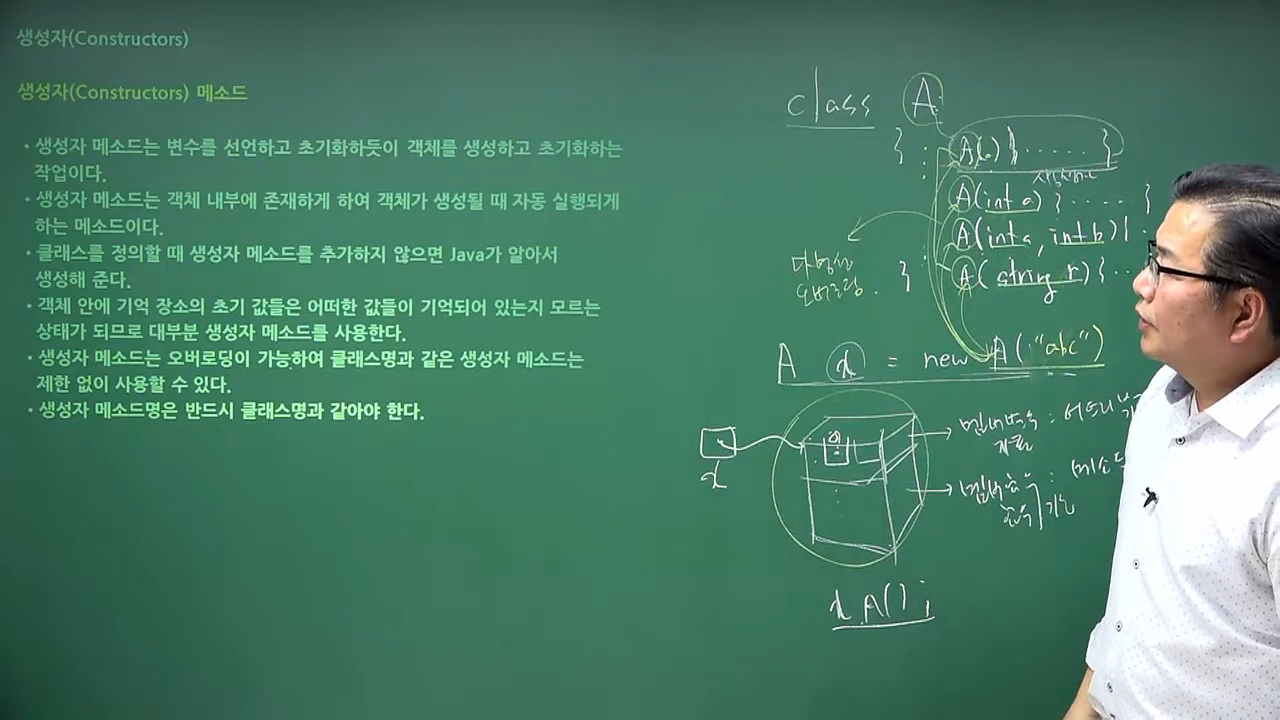 생성자(Constructors)
생성자(Constructors) 메소드
• 생성자 메소드는 변수를 선언하고 초기화하듯이 객체를 생성하고 초기화하는
작업이다.
• 생성자 메소드는 객체 내부에 존재하게 하여 객체가 생성될 때 자동 실행되게
하는 메소드이다.
• 클래스를 정의할 때 생성자 메소드를 추가하지 않으면 Java가 알아서
생성해 준다.
• 객체 안에 기억 장소의 초기 값들은 어떠한 값들이 기억되어 있는지 모르는
상태가 되므로 대부분 생성자 메소드를 사용한다.
• 생성자 메소드는 오버로딩이 가능하여 클래스명과 같은 생성자 메소드는
제한 없이 사용할 수 있다.
• 생성자 메소드명은 반드시 클래스명과 같아야 한다.
class A
{ A( ) { ...... }
A(int a) { ..... }
A(int a, int b) {
} A(string r) { ..
다형성
오버로딩
A x = new A("abc")
x
x.A();